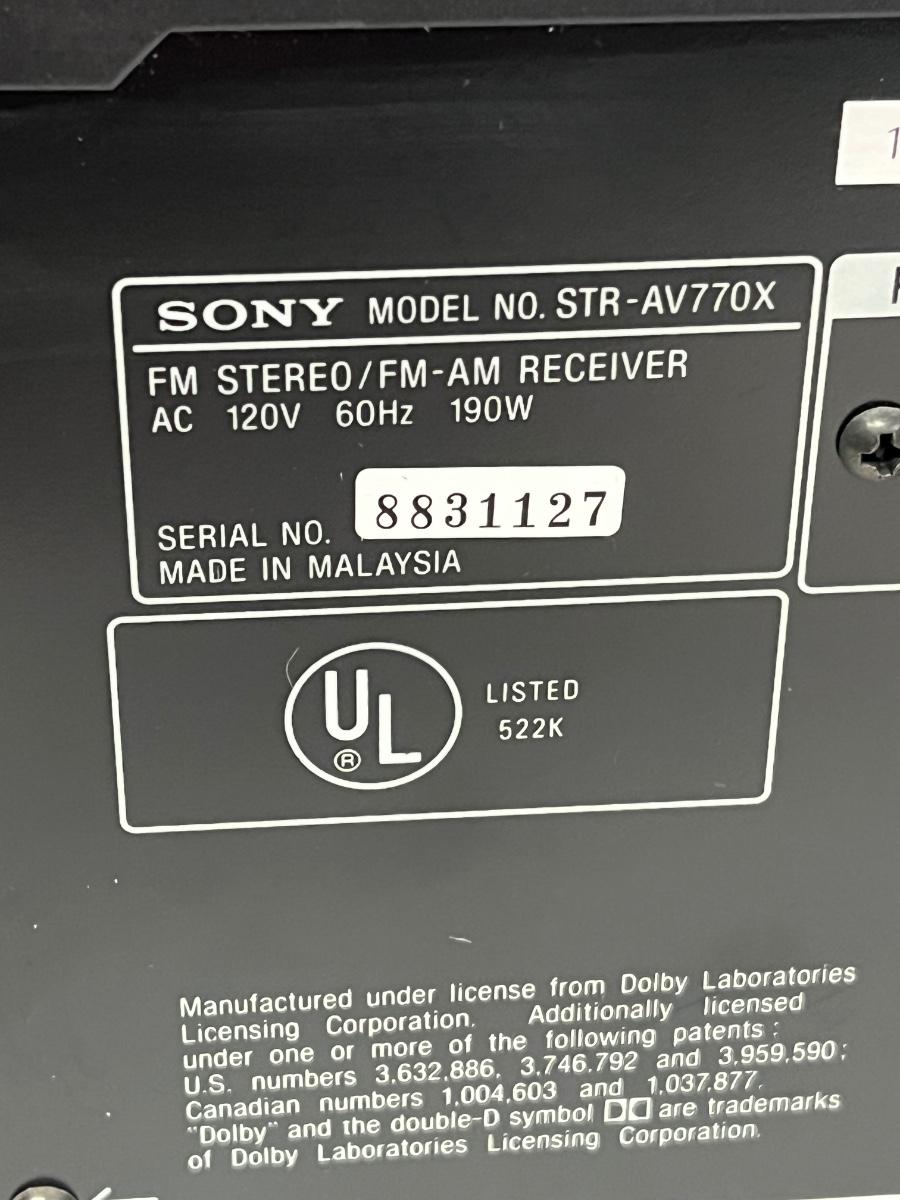 SONY MODEL NO. STR-AV770X
FM STEREO/FM-AM RECEIVER
AC 120V 60Hz 190W
SERIAL NO. 8831127
MADE IN MALAYSIA
UL ®
LISTED
522K
Manufactured under license from Dolby Laboratories
Licensing Corporation. Additionally licensed
under one or more of the following patents :
U.S. numbers 3,632,886, 3,746,792 and 3,959,590;
Canadian numbers 1,004,603 and 1,037,877.
"Dolby" and the double-D symbol are trademarks
of Dolby Laboratories Licensing Corporation.